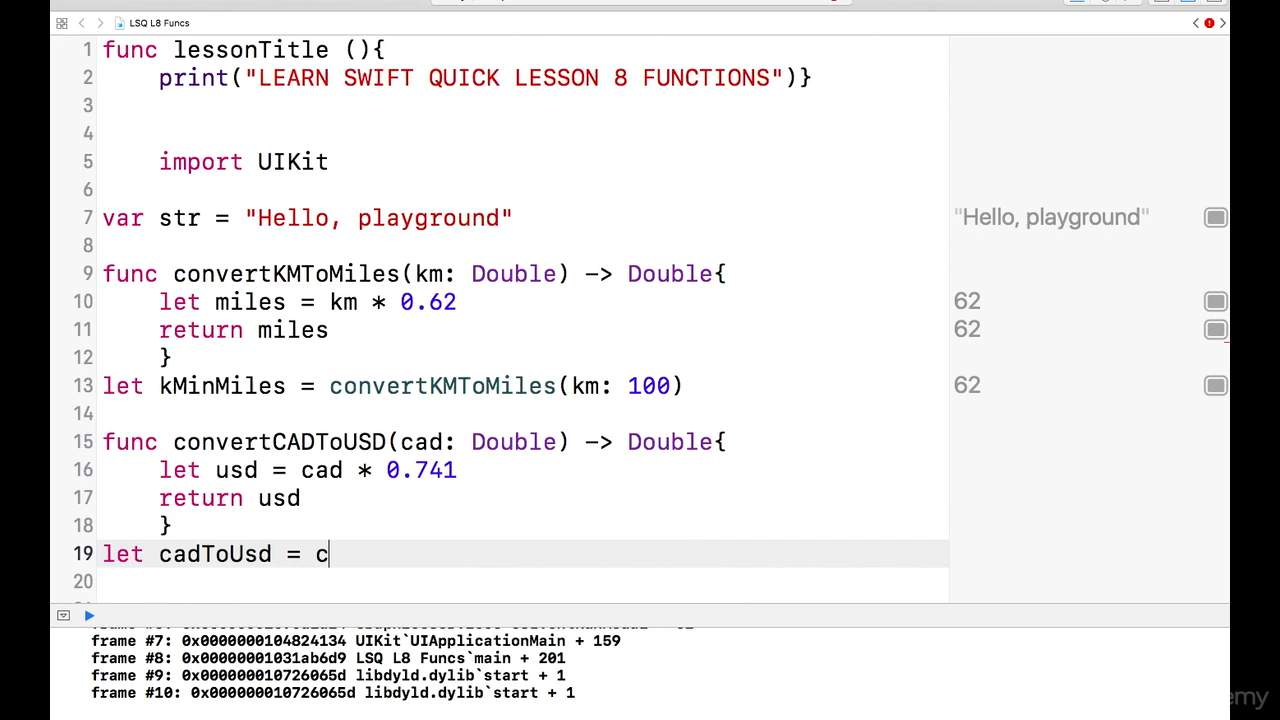 LSQ L8 Funcs
1 func lessonTitle (){
2 print("LEARN SWIFT QUICK LESSON 8 FUNCTIONS")}
3
4
5 import UIKit
6
7 var str = "Hello, playground" "Hello, playground"
8
9 func convertKMToMiles(km: Double) -> Double{
10 let miles = km * 0.62 62
11 return miles 62
12 }
13 let kMinMiles = convertKMToMiles(km: 100) 62
14
15 func convertCADToUSD(cad: Double) -> Double{
16 let usd = cad * 0.741
17 return usd
18 }
19 let cadToUsd = c
20
frame #7: 0x0000000104824134 UIKit`UIApplicationMain + 159
frame #8: 0x00000001031ab6d9 LSQ L8 Funcs`main + 201
frame #9: 0x000000010726065d libdyld.dylib`start + 1
frame #10: 0x000000010726065d libdyld.dylib`start + 1